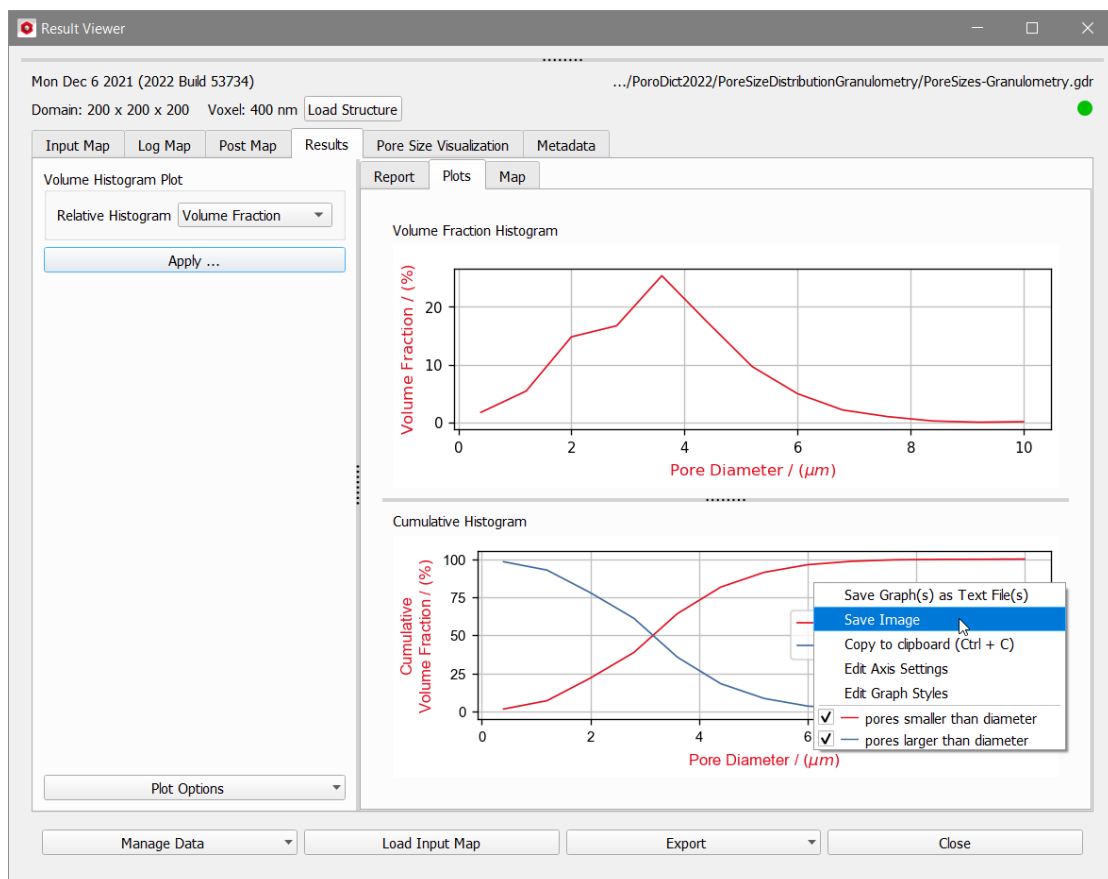 Result Viewer
Mon Dec 6 2021 (2022 Build 53734)
.../PoroDict2022/PoreSizeDistributionGranulometry/PoreSizes-Granulometry.gdr
Domain: 200 x 200 x 200 Voxel: 400 nm Load Structure
Input Map Log Map Post Map Results Pore Size Visualization Metadata
Volume Histogram Plot
Relative Histogram Volume Fraction
Apply ...
Report Plots Map
Volume Fraction Histogram
Volume Fraction / (%)
20
10
0
0 2 4 6 8 10
Pore Diameter / (μm)
Cumulative Histogram
Cumulative
Volume Fraction / (%)
100
75
50
25
0
0 2 4 6
Pore Diameter / (μm)
Save Graph(s) as Text File(s)
Save Image
Copy to clipboard (Ctrl + C)
Edit Axis Settings
Edit Graph Styles
pores smaller than diameter
pores larger than diameter
Plot Options
Manage Data Load Input Map Export Close